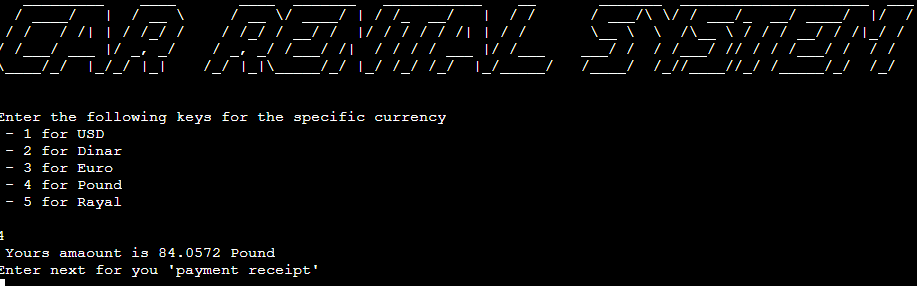 CAR RENTAL SYSTEM
Enter the following keys for the specific currency
- 1 for USD
- 2 for Dinar
- 3 for Euro
- 4 for Pound
- 5 for Rayal
4
Yours amaount is 84.0572 Pound
Enter next for you 'payment receipt'